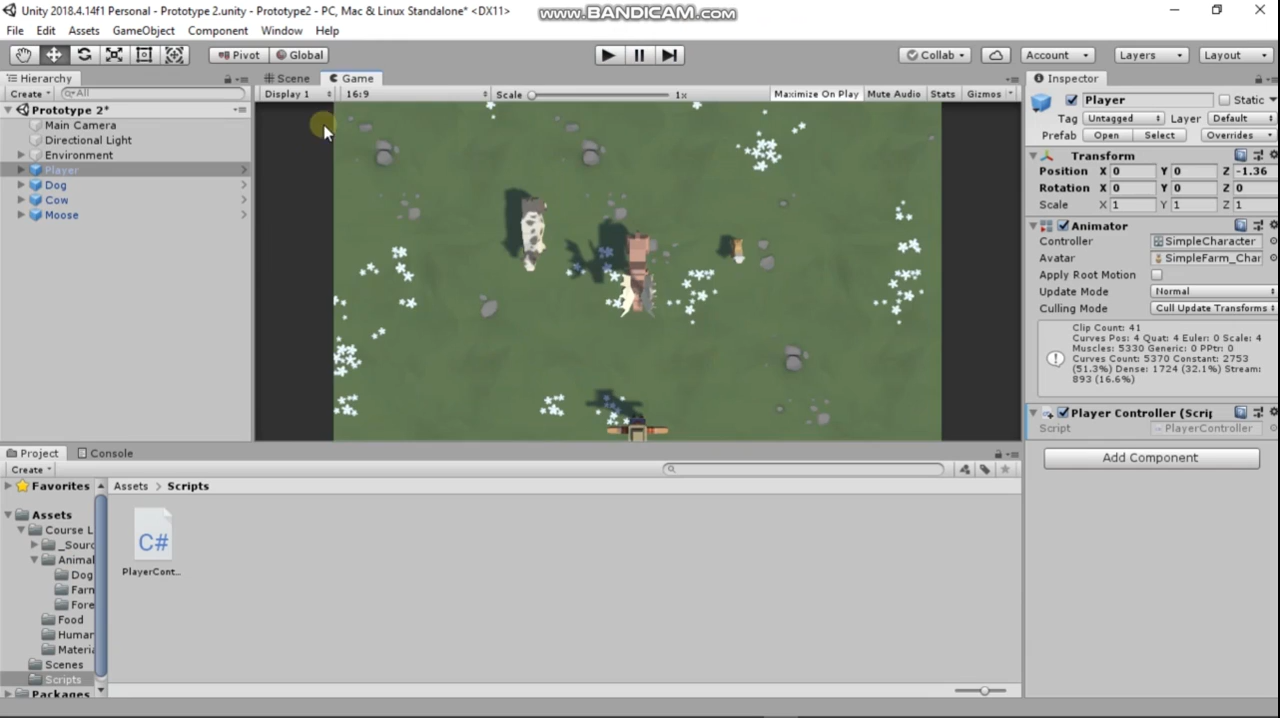 Unity 2018.4.14f1 Personal - Prototype 2.unity - Prototype2 - PC, Mac & Linux Standalone* <DX11>
www.BANDICAM.com
File Edit Assets GameObject Component Window Help
Pivot Global Collab Account Layers Layout
Hierarchy Scene Game Inspector
Create All Display 1 16:9 Scale 1x Maximize On Play Mute Audio Stats Gizmos
Player Static
Prototype 2*
Main Camera
Directional Light
Environment
Player
Dog
Cow
Moose
Tag Untagged Layer Default
Prefab Open Select Overrides
Transform
Position X 0 Y 0 Z -1.36
Rotation X 0 Y 0 Z 0
Scale X 1 Y 1 Z 1
Animator
Controller SimpleCharacter
Avatar SimpleFarm_Char
Apply Root Motion
Update Mode Normal
Culling Mode Cull Update Transforms
Clip Count: 41
Curves Pos: 4 Quat: 4 Euler: 0 Scale: 4
Muscles: 5330 Generic: 0 PPtr: 0
Curves Count: 5370 Constant: 2753
(51.3%) Dense: 1724 (32.1%) Stream:
893 (16.6%)
Player Controller (Scrip
Script PlayerController
Add Component
Project Console
Create
Favorites
Assets > Scripts
Assets
Course L
_Sourc
Animal
Dog
Farn
Fore
Food
Human
Materia
Scenes
Scripts
Packages
C#
PlayerCont...